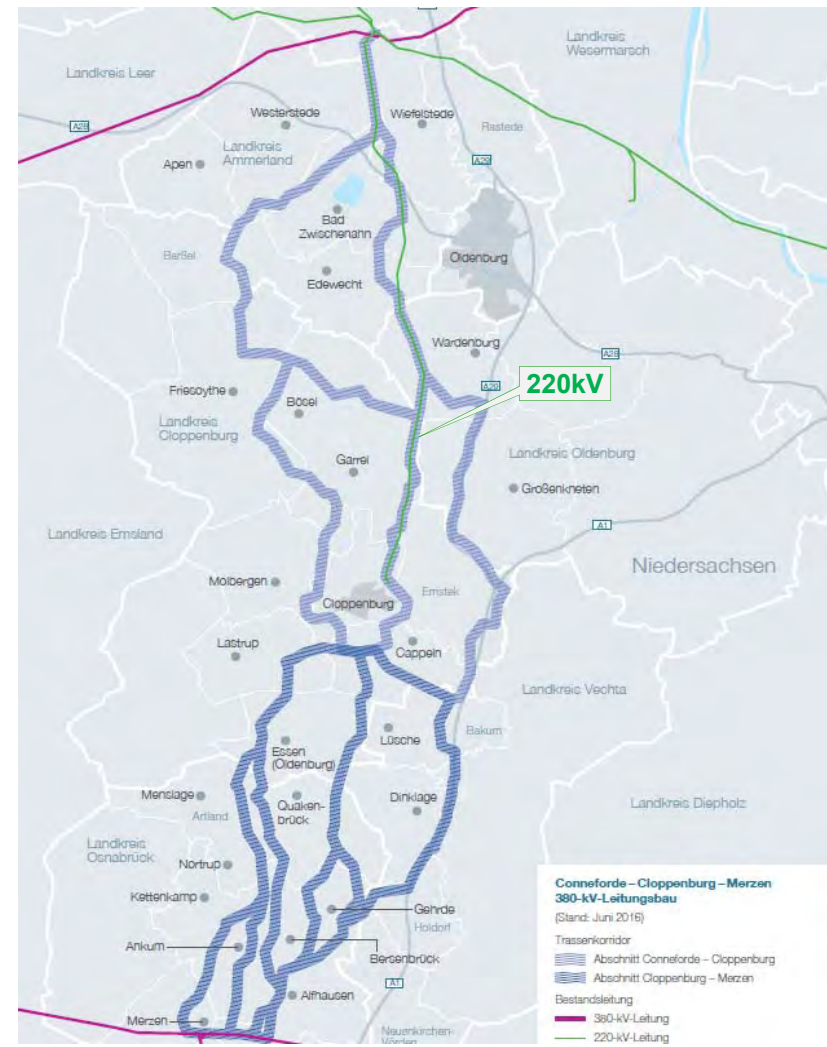 Landkreis
Wesermarsch
Landkreis Leer
Westerstede
Wiefelstede
Rastede
A28
Landkreis
Ammerland
A29
Apen
Bad
Zwischenahn
Oldenburg
Barßel
Edewecht
Wardenburg
A28
A29
220kV
Friesoythe
Bösel
Landkreis
Cloppenburg
Landkreis Oldenburg
Garrel
Großenkneten
A1
Landkreis Emsland
Niedersachsen
Molbergen
Emstek
Cloppenburg
Lastrup
Cappeln
Landkreis Vechta
Bakum
Lüsche
Essen
(Oldenburg)
Menslage
Quaken-
brück
Dinklage
Landkreis Diepholz
Artland
Landkreis
Osnabrück
Nortrup
Kettenkamp
Gehrde
Holdorf
Ankum
Bersenbrück
A1
Alfhausen
Merzen
Neuenkirchen-
Vörden
Conneforde – Cloppenburg – Merzen
380-kV-Leitungsbau
(Stand: Juni 2016)
Trassenkorridor
Abschnitt Conneforde – Cloppenburg
Abschnitt Cloppenburg – Merzen
Bestandsleitung
380-kV-Leitung
220-kV-Leitung